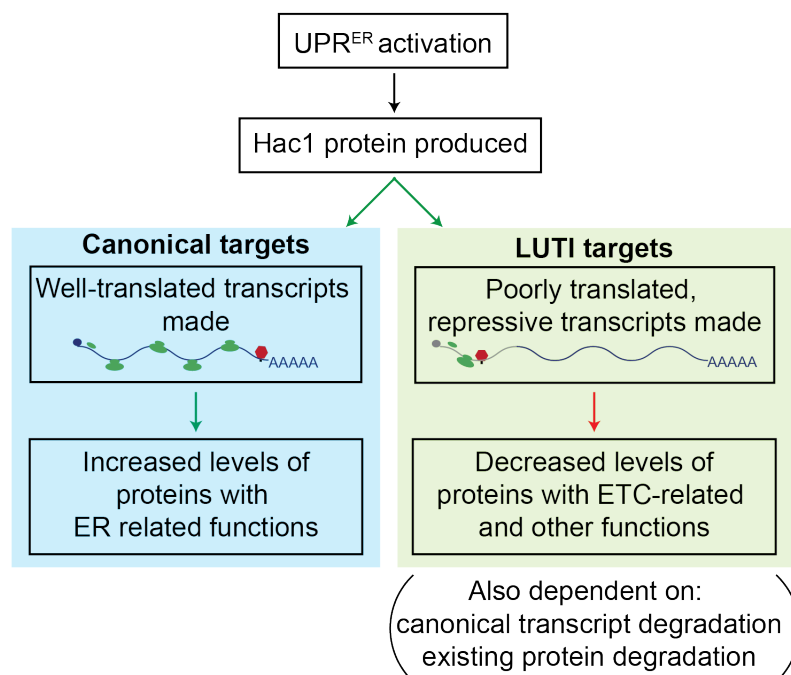 UPRᴱᴿ activation
Hac1 protein produced
Canonical targets
Well-translated transcripts
made
AAAAA
Increased levels of
proteins with
ER related functions
LUTI targets
Poorly translated,
repressive transcripts made
AAAAA
Decreased levels of
proteins with ETC-related
and other functions
Also dependent on:
canonical transcript degradation
existing protein degradation